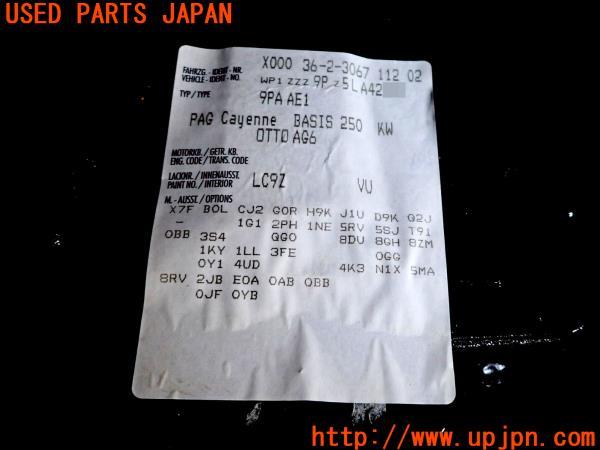 USED PARTS JAPAN
X000 36-2-3067 112 02
FAHRZG.-IDENT-NR.
VEHICLE-IDENT-NO.
WP1ZZZ9PZ5LA42
TYP/TYPE
9PA AE1
PAG Cayenne BASIS 250 KW
OTTO AG6
MOTORKB./GETR. KB.
ENG. CODE/TRANS. CODE
LACKNR./INNENAUSST.
PAINT NO./INTERIOR
LC9Z VU
M.-AUSST./OPTIONS
X7F B0L CJ2 G0R H9K J1U D9K Q2J
- 1G1 2PH 1NE 5RV 5SJ T91
0BB 3S4 QG0 8DU 8GH 8ZM
1KY 1LL 3FE 0GG
0Y1 4UD 4K3 N1X 5MA
8RV 2JB E0A 0AB 0BB
0JF 0YB
http://www.upjpn.com